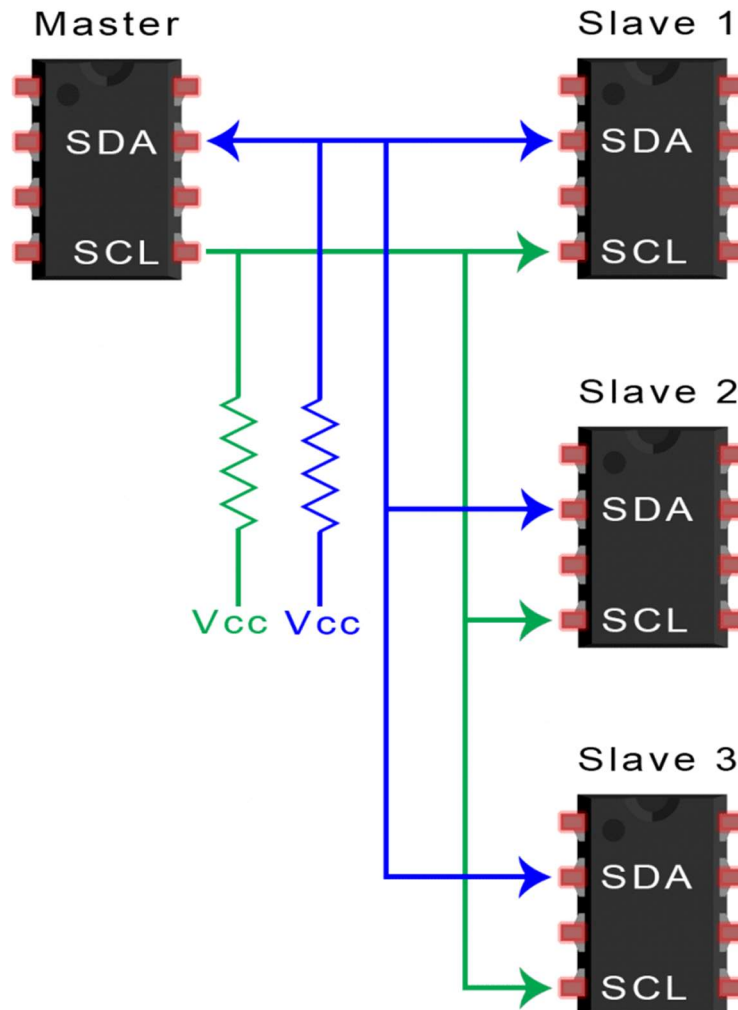 Master
Slave 1
SDA
SDA
SCL
SCL
Slave 2
SDA
Vcc
Vcc
SCL
Slave 3
SDA
SCL